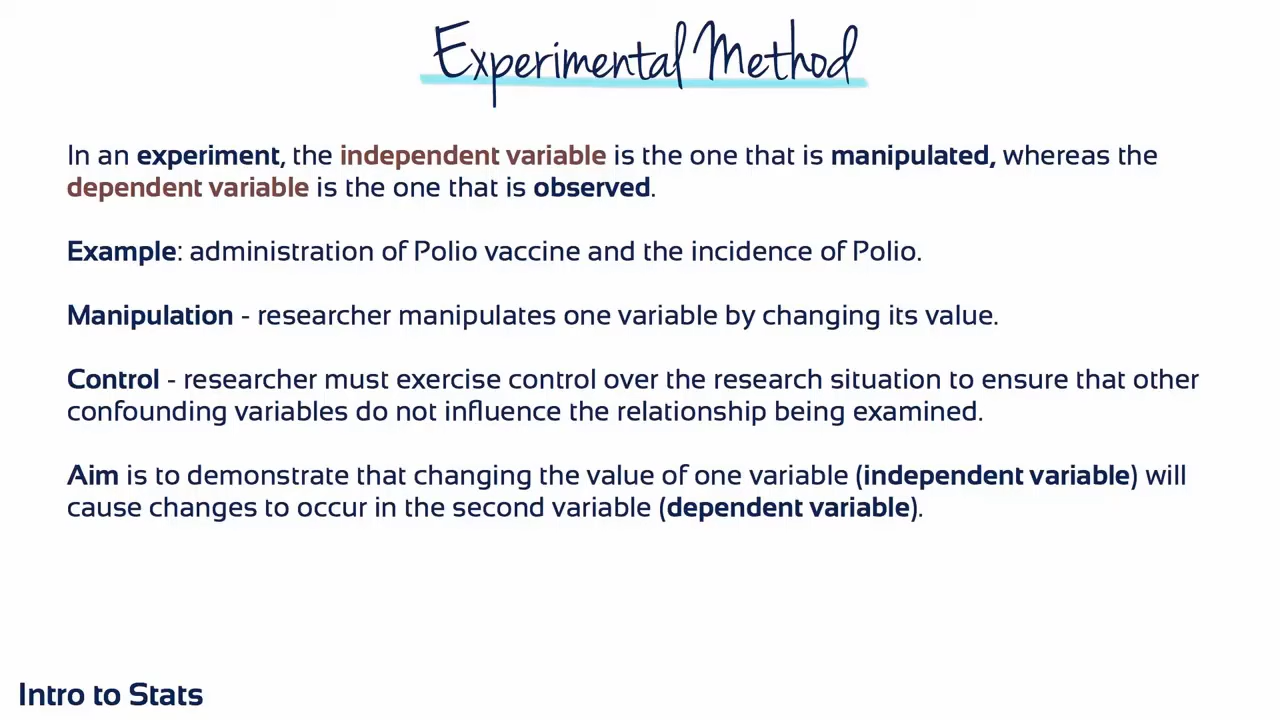 Experimental Method
In an experiment, the independent variable is the one that is manipulated, whereas the
dependent variable is the one that is observed.
Example: administration of Polio vaccine and the incidence of Polio.
Manipulation - researcher manipulates one variable by changing its value.
Control - researcher must exercise control over the research situation to ensure that other
confounding variables do not influence the relationship being examined.
Aim is to demonstrate that changing the value of one variable (independent variable) will
cause changes to occur in the second variable (dependent variable).
Intro to Stats